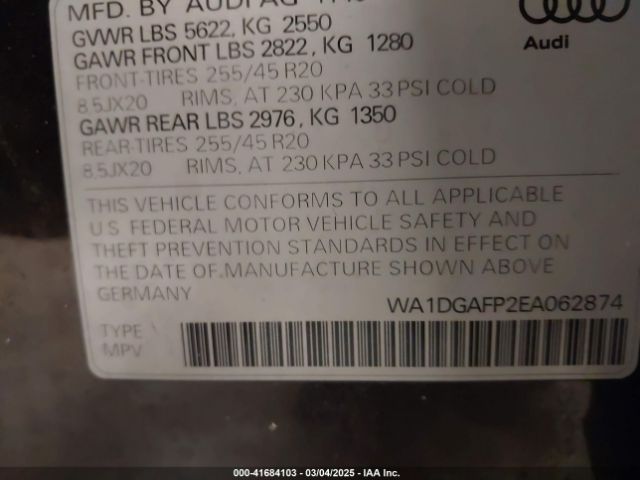 MFD. BY AUDI AG
GVWR LBS 5622, KG 2550
GAWR FRONT LBS 2822, KG 1280
FRONT-TIRES 255/45 R20
8.5JX20 RIMS, AT 230 KPA 33 PSI COLD
GAWR REAR LBS 2976, KG 1350
REAR-TIRES 255/45 R20
8.5JX20 RIMS, AT 230 KPA 33 PSI COLD
Audi
THIS VEHICLE CONFORMS TO ALL APPLICABLE
U S FEDERAL MOTOR VEHICLE SAFETY AND
THEFT PREVENTION STANDARDS IN EFFECT ON
THE DATE OF MANUFACTURE SHOWN ABOVE
GERMANY
WA1DGAFP2EA062874
TYPE
MPV
000-41684103 - 03/04/2025 - IAA Inc.